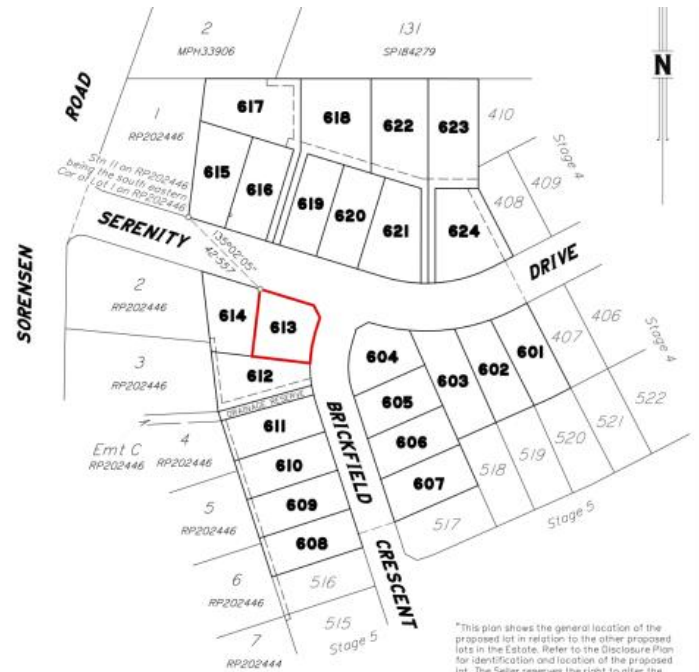 2
MPH33906
131
SP184279
N
ROAD
1
RP202446
617
618
622
623
410
Stage 4
615
616
619
620
621
624
408
409
Stn 11 on RP202446
being the south eastern
Cor of Lot 1 on RP202446
SERENITY
135°02'05"
42·557
DRIVE
SORENSEN
2
RP202446
614
613
604
603
602
601
407
406
Stage 4
3
RP202446
612
DRAINAGE RESERVE
605
606
607
522
521
520
519
518
517
Stage 5
Emt C
RP202446
4
RP202446
611
610
609
608
BRICKFIELD
CRESCENT
5
RP202446
6
RP202446
516
515
Stage 5
7
RP202444
"This plan shows the general location of the
proposed lot in relation to the other proposed
lots in the Estate. Refer to the Disclosure Plan
for identification and location of the proposed
lot. The Seller reserves the right to alter the